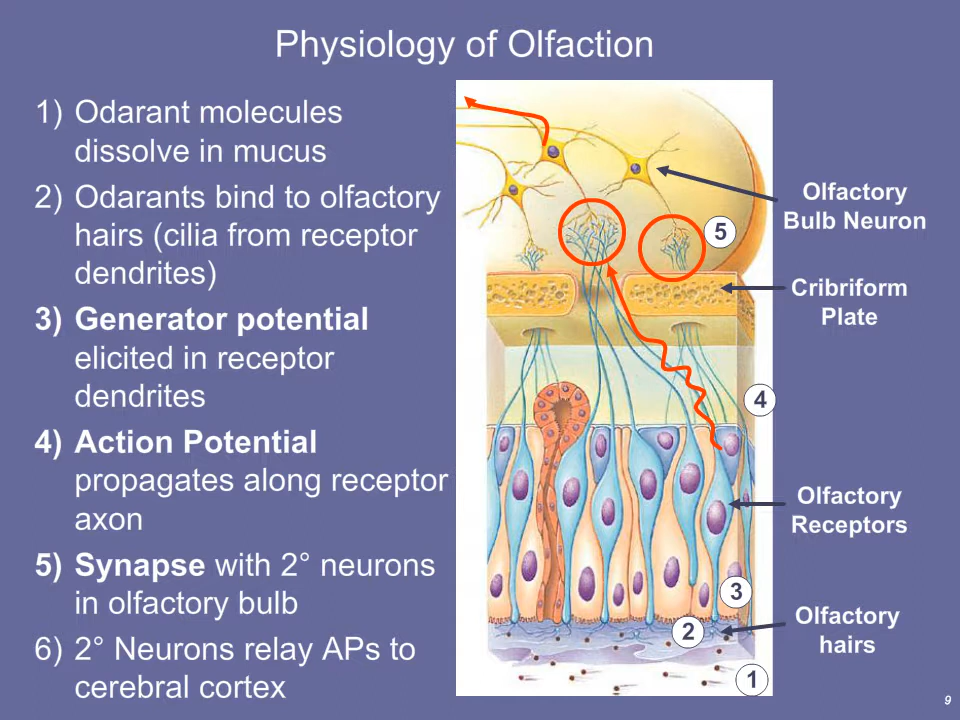 Physiology of Olfaction
1) Odarant molecules
dissolve in mucus
2) Odarants bind to olfactory
hairs (cilia from receptor
dendrites)
3) Generator potential
elicited in receptor
dendrites
4) Action Potential
propagates along receptor
axon
5) Synapse with 2° neurons
in olfactory bulb
6) 2° Neurons relay APs to
cerebral cortex
Olfactory
Bulb Neuron
5
Cribriform
Plate
4
Olfactory
Receptors
3
Olfactory
hairs
2
1
9